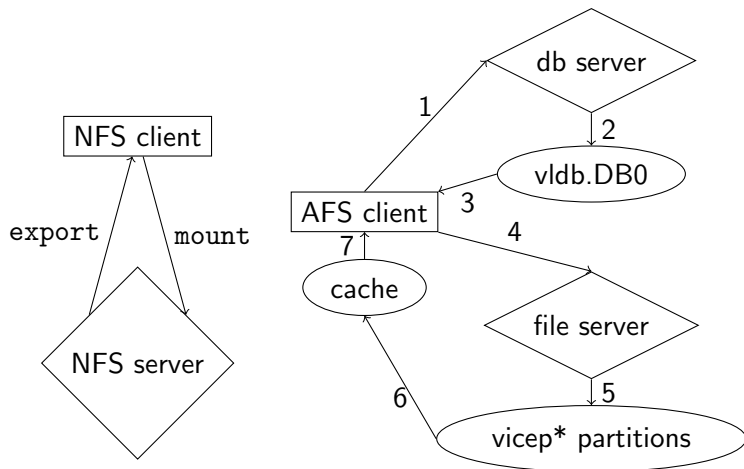 NFS client
export
mount
NFS server
db server
1
2
vldb.DB0
3
AFS client
4
7
cache
file server
5
6
vicep* partitions